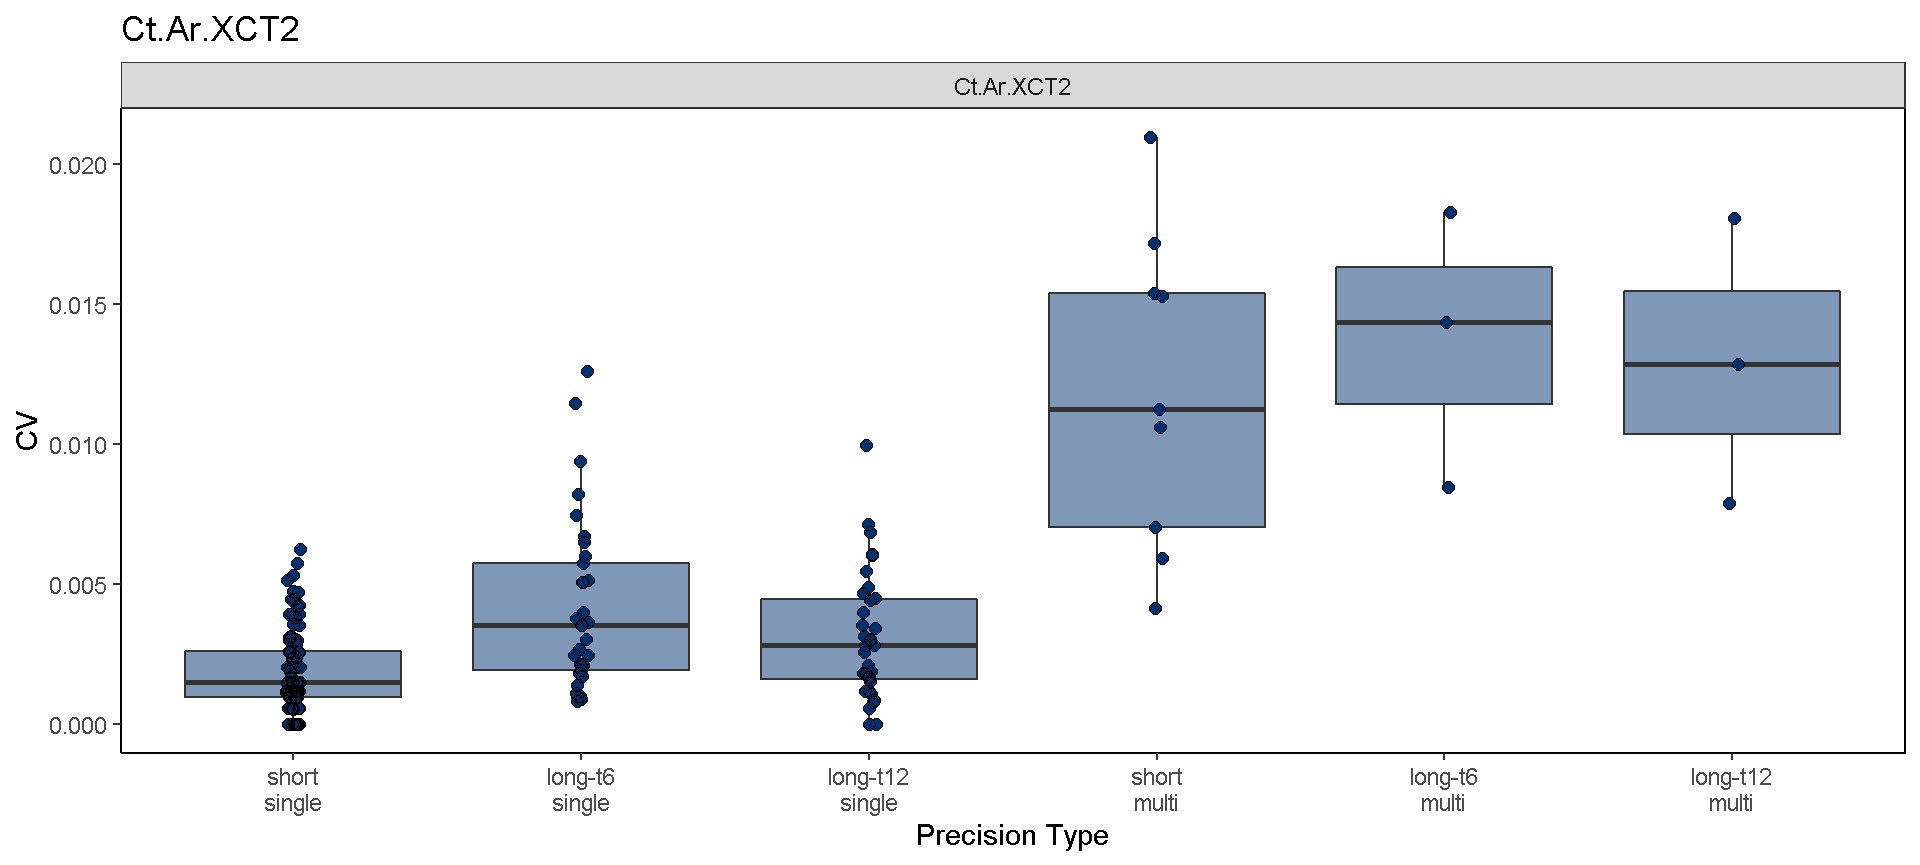 Ct.Ar.XCT2
Ct.Ar.XCT2
CV
0.020
0.015
0.010
0.005
0.000
short
single
long-t6
single
long-t12
single
short
multi
long-t6
multi
long-t12
multi
Precision Type